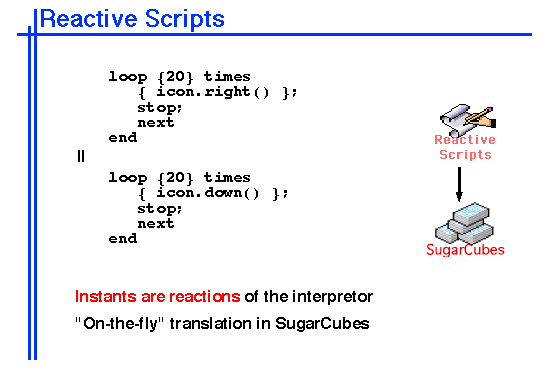 Reactive Scripts
loop {20} times
{ icon.right() };
stop;
next
end
||
loop {20} times
{ icon.down() };
stop;
next
end
Reactive
Scripts
SugarCubes
Instants are reactions of the interpretor
"On-the-fly" translation in SugarCubes